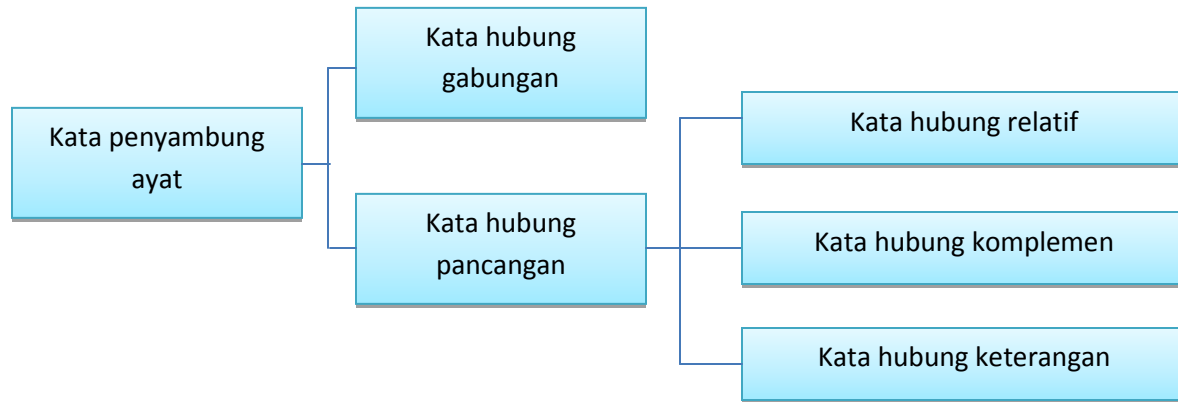 Kata penyambung
ayat
Kata hubung
gabungan
Kata hubung
pancangan
Kata hubung relatif
Kata hubung komplemen
Kata hubung keterangan